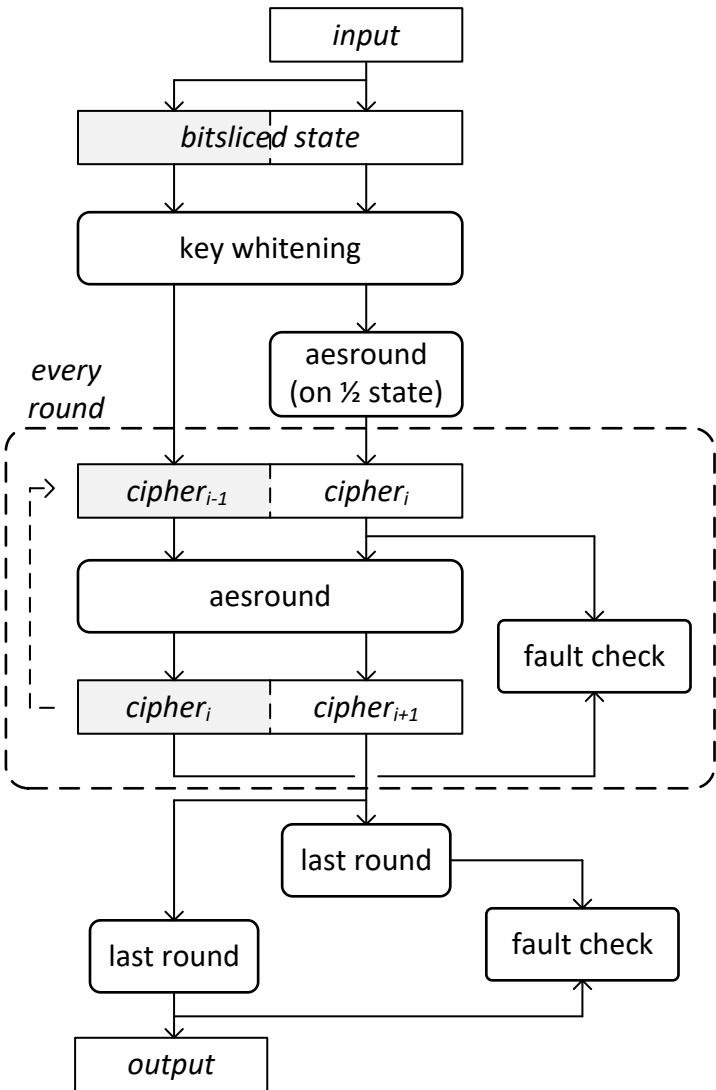 input
bitsliced state
key whitening
aesround
(on ½ state)
every
round
cipheri-1
cipheri
aesround
fault check
cipheri
cipheri+1
last round
last round
fault check
output